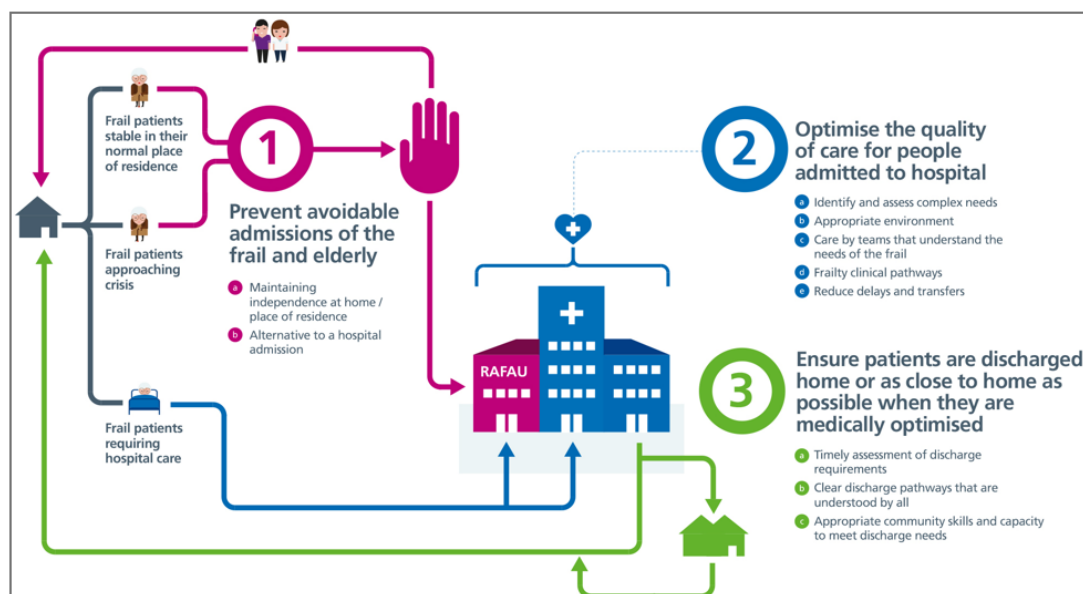 Frail patients
stable in their
normal place
of residence
Frail patients
approaching
crisis
Frail patients
requiring
hospital care
1
Prevent avoidable
admissions of the
frail and elderly
a Maintaining
independence at home /
place of residence
b Alternative to a hospital
admission
RAFAU
2
Optimise the quality
of care for people
admitted to hospital
a Identify and assess complex needs
b Appropriate environment
c Care by teams that understand the
needs of the frail
d Frailty clinical pathways
e Reduce delays and transfers
3
Ensure patients are discharged
home or as close to home as
possible when they are
medically optimised
a Timely assessment of discharge
requirements
b Clear discharge pathways that are
understood by all
c Appropriate community skills and capacity
to meet discharge needs